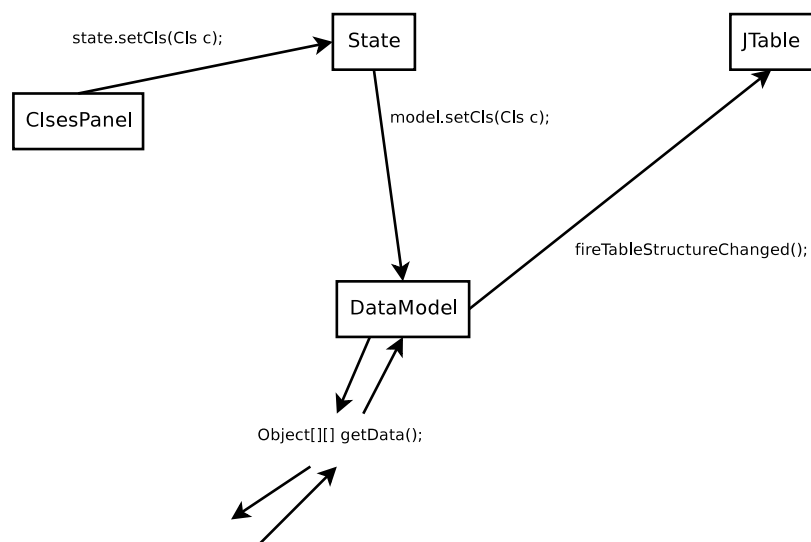 state.setCls(Cls c);
State
JTable
ClsesPanel
model.setCls(Cls c);
fireTableStructureChanged();
DataModel
Object[][] getData();